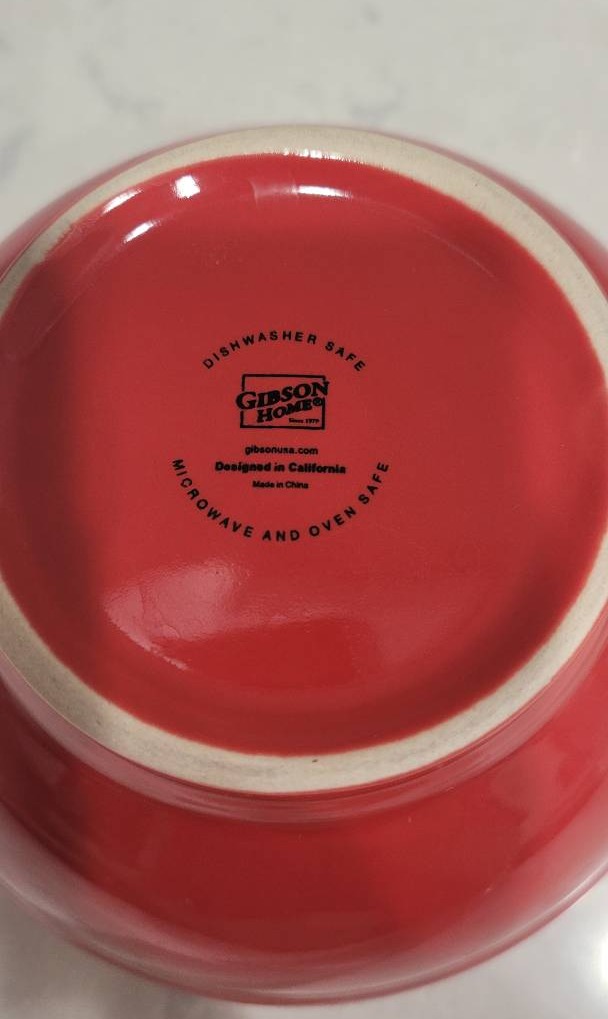 DISHWASHER SAFE
GIBSON
HOME®
Since 1979
gibsonusa.com
Designed in California
Made in China
MICROWAVE AND OVEN SAFE